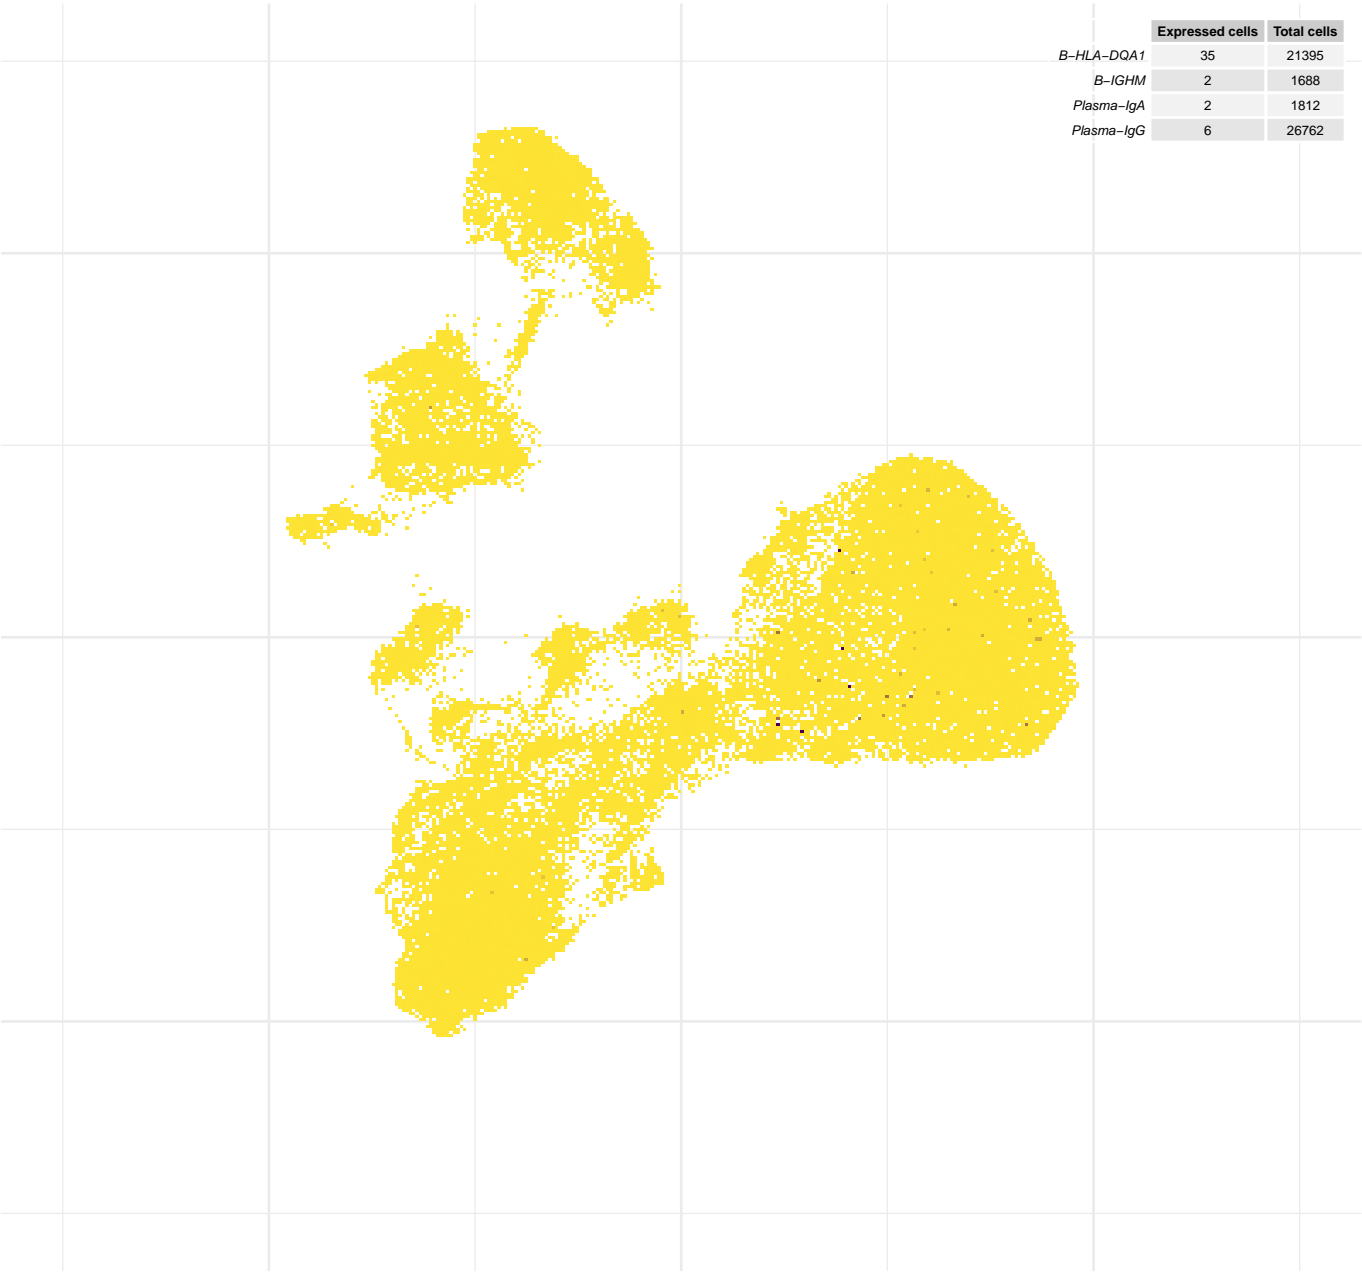 Expressed cells Total cells
B−HLA−DQA1 35 21395
B−IGHM 2 1688
Plasma−IgA 2 1812
Plasma−IgG 6 26762